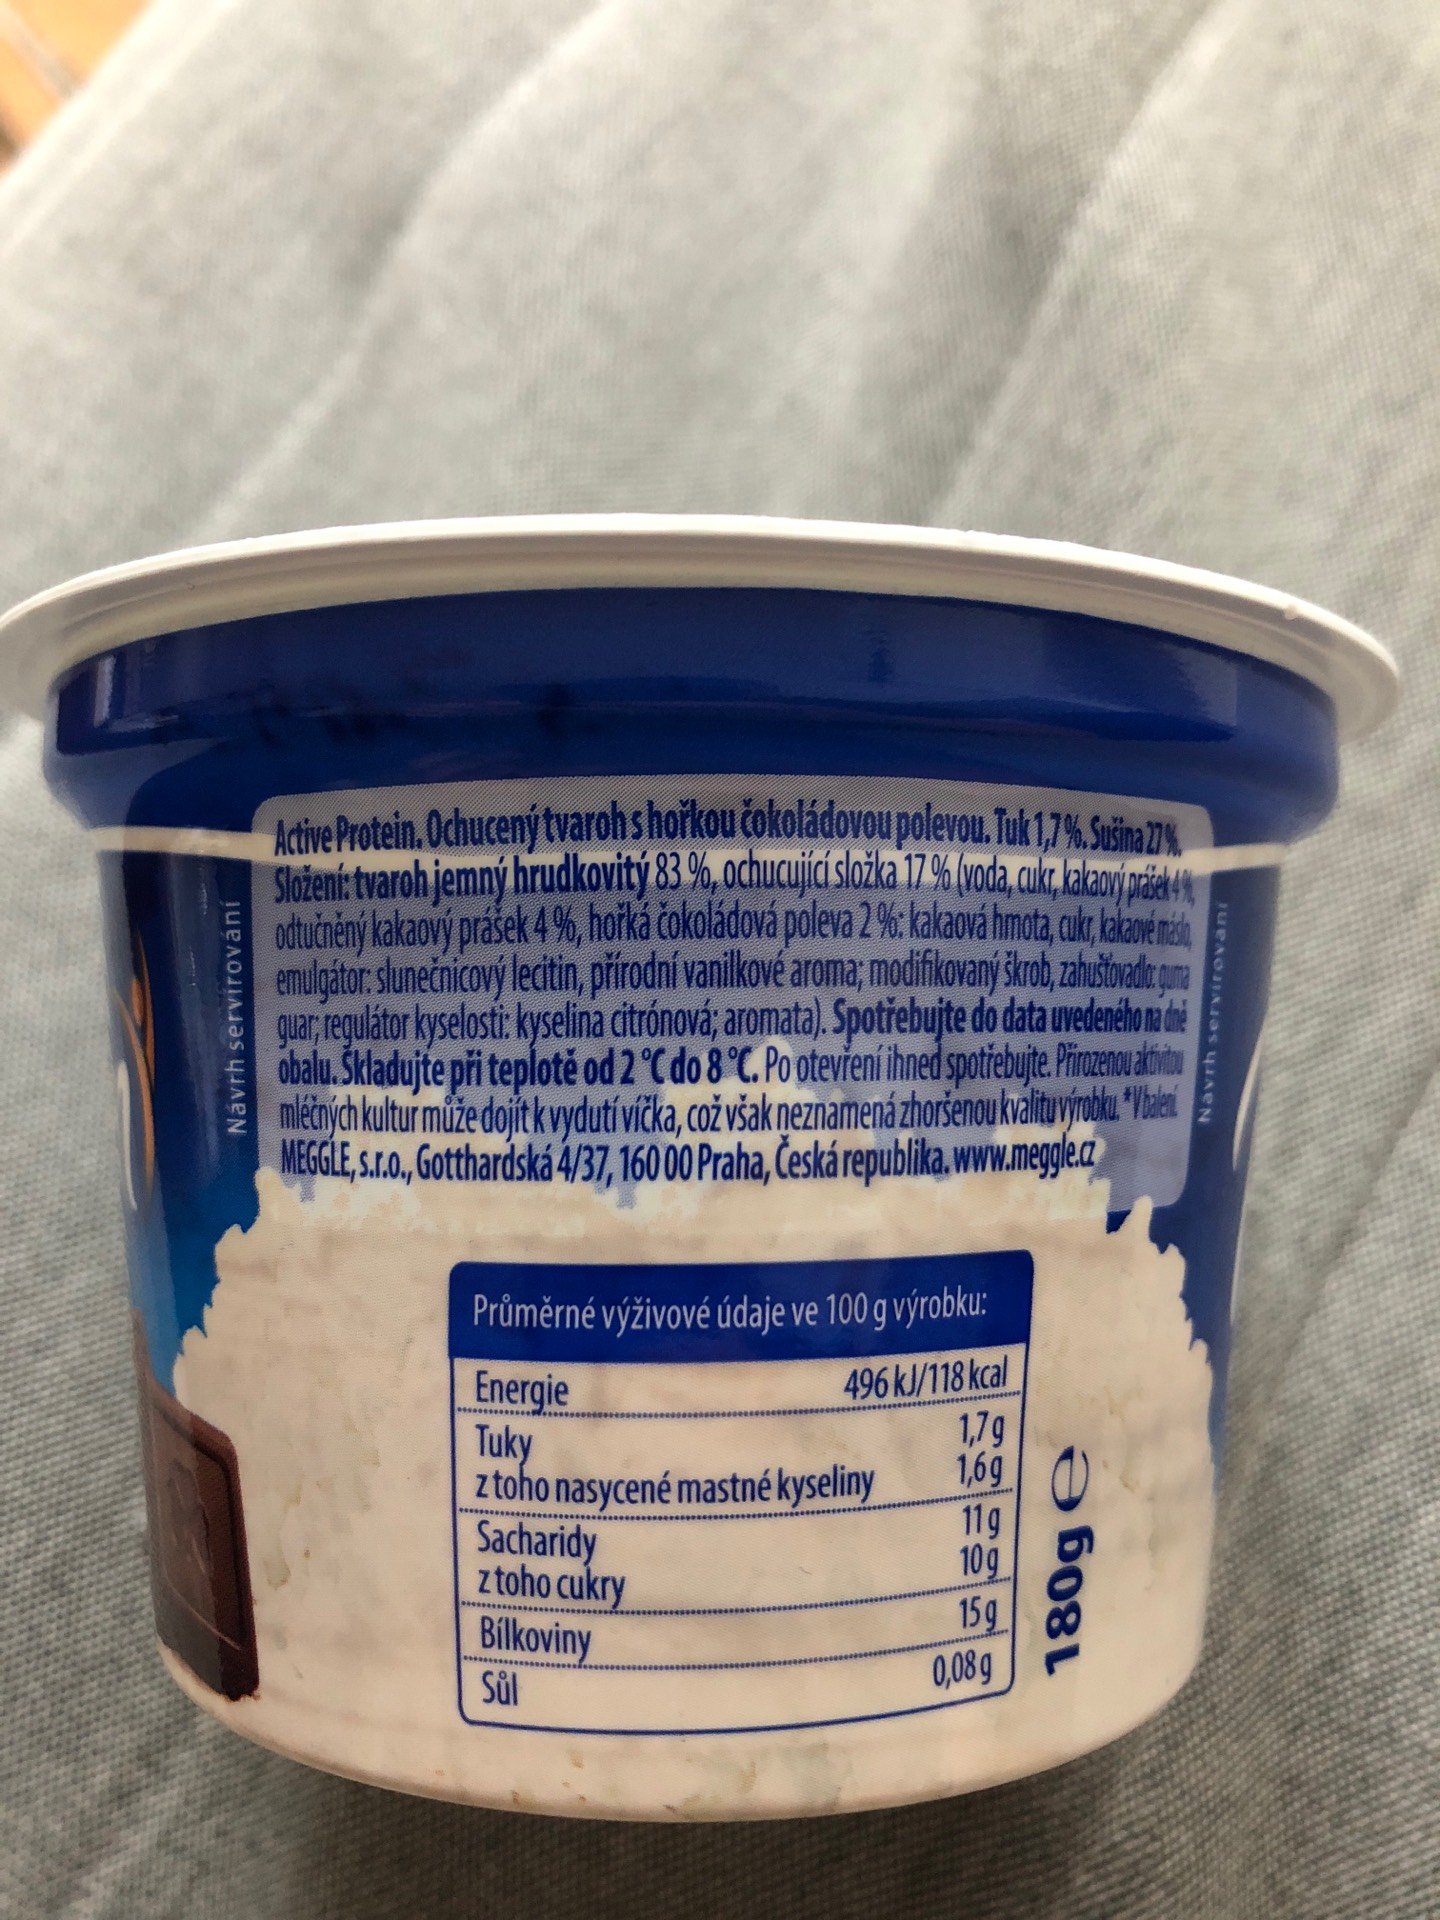 Active Protein. Ochucený tvaroh s hořkou čokoládovou polevou. Tuk 1,7 %. Sušina 27 %.
Složení: tvaroh jemný hrudkovitý 83 %, ochucující složka 17 % (voda, cukr, kakaový prášek 4 %,
odtučněný kakaový prášek 4 %, hořká čokoládová poleva 2 %: kakaová hmota, cukr, kakaové máslo,
emulgátor: slunečnicový lecitin, přírodní vanilkové aroma; modifikovaný škrob, zahušťovadlo: guma
guar; regulátor kyselosti: kyselina citrónová; aromata). Spotřebujte do data uvedeného na dně
obalu. Skladujte při teplotě od 2 °C do 8 °C. Po otevření ihned spotřebujte. Přirozenou aktivitou
mléčných kultur může dojít k vydutí víčka, což však neznamená zhoršenou kvalitu výrobku. *V balení.
MEGGLE, s.r.o., Gotthardská 4/37, 160 00 Praha, Česká republika. www.meggle.cz
Návrh servírování
Návrh servírování
Průměrné výživové údaje ve 100 g výrobku:
Energie 496 kJ/118 kcal
Tuky 1,7 g
z toho nasycené mastné kyseliny 1,6 g
Sacharidy 11 g
z toho cukry 10 g
Bílkoviny 15 g
Sůl 0,08 g
180g e